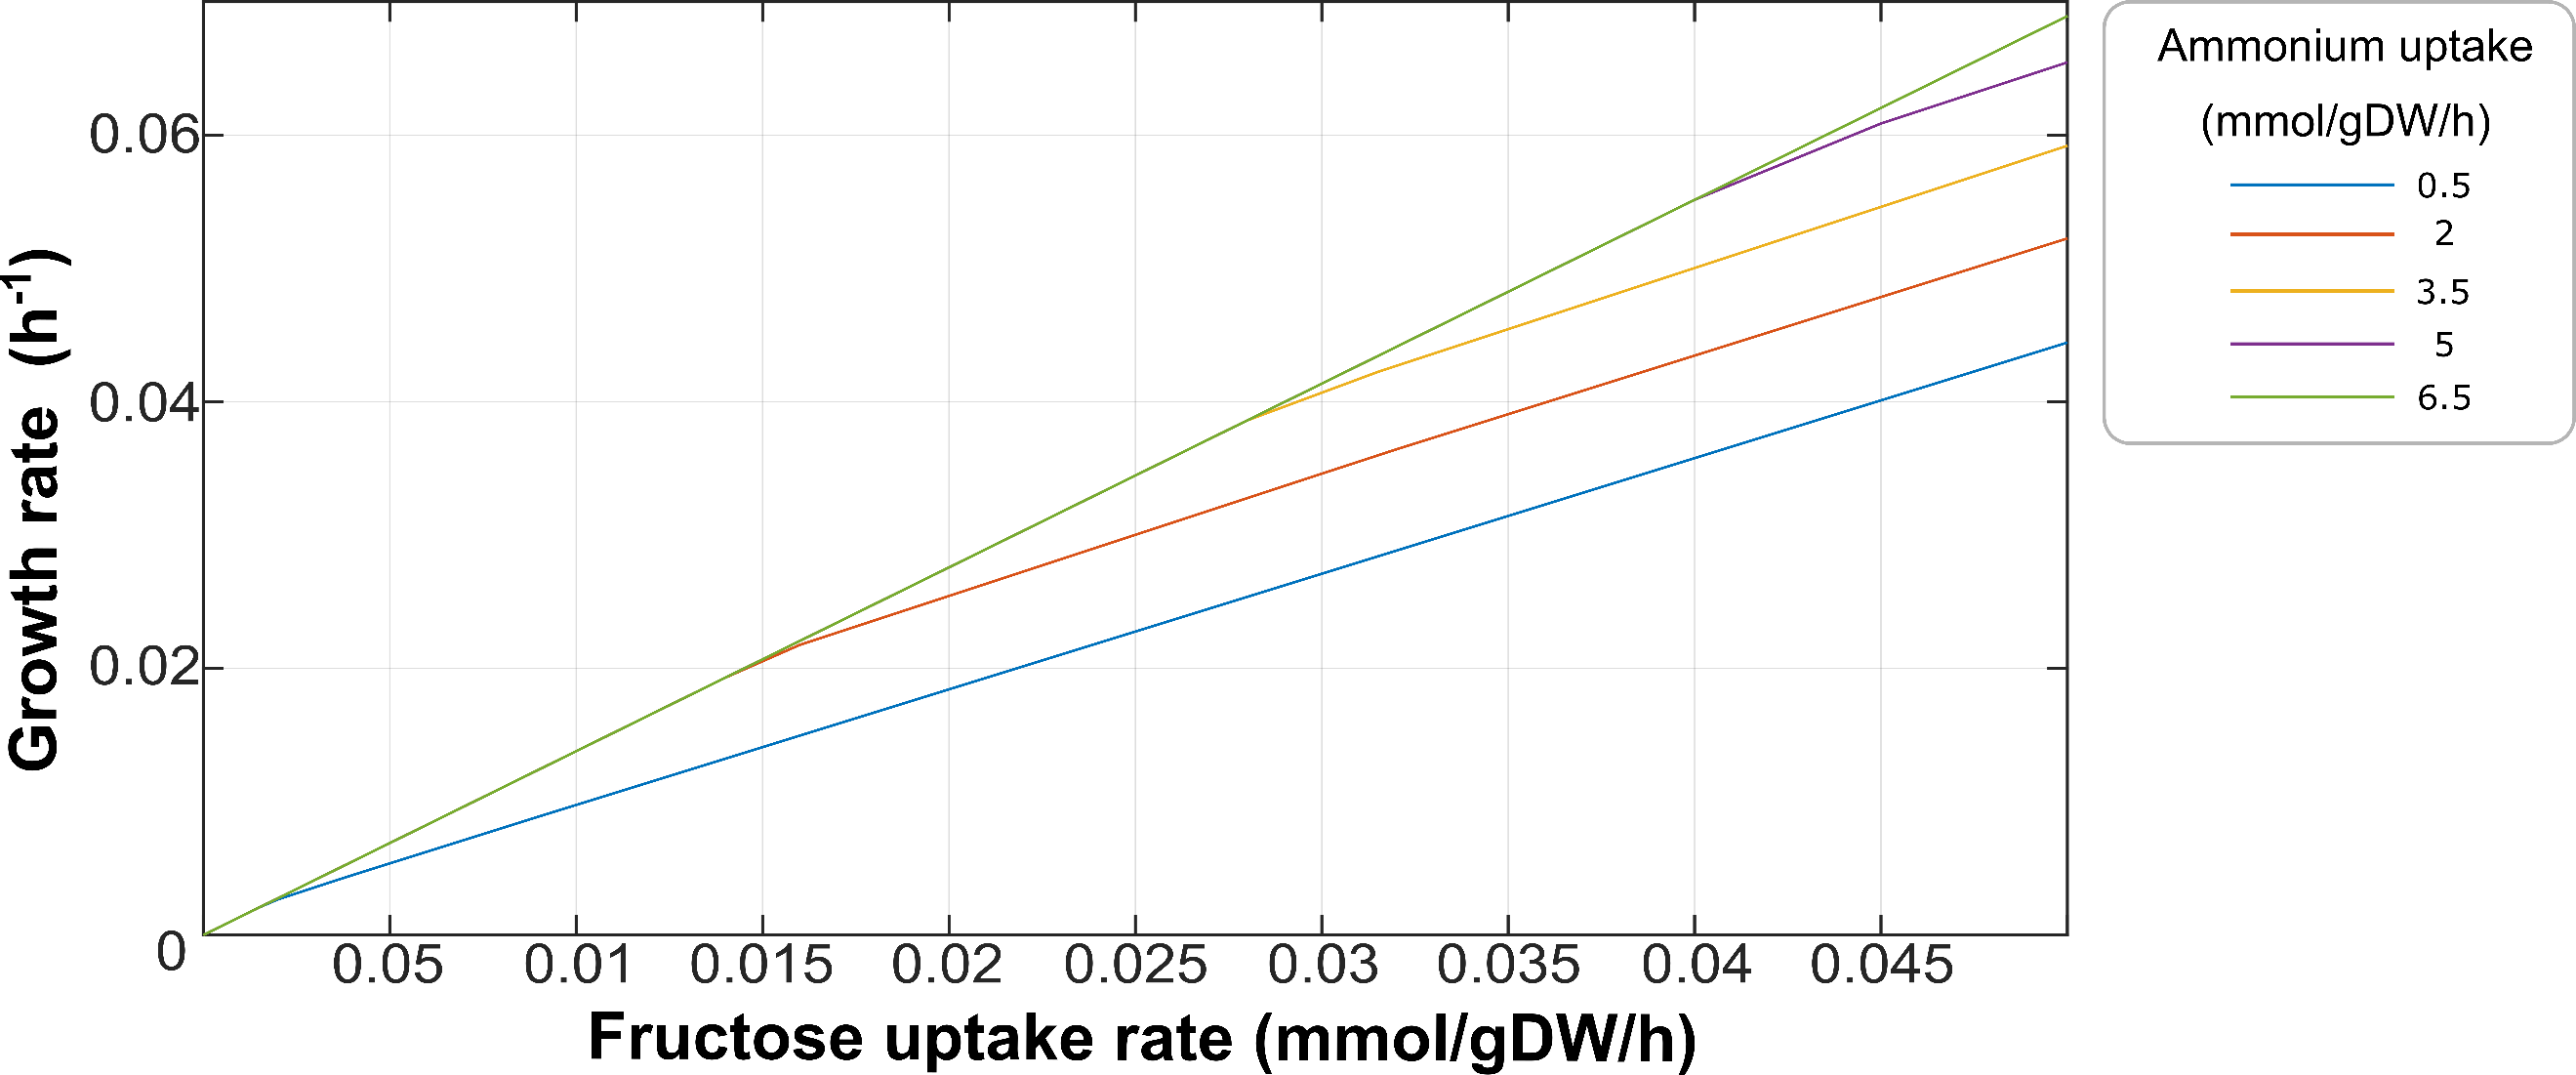 Growth rate (h-1)
0.06
0.04
0.02
0
0.05 0.01 0.015 0.02 0.025 0.03 0.035 0.04 0.045
Fructose uptake rate (mmol/gDW/h)
Ammonium uptake
(mmol/gDW/h)
0.5
2
3.5
5
6.5